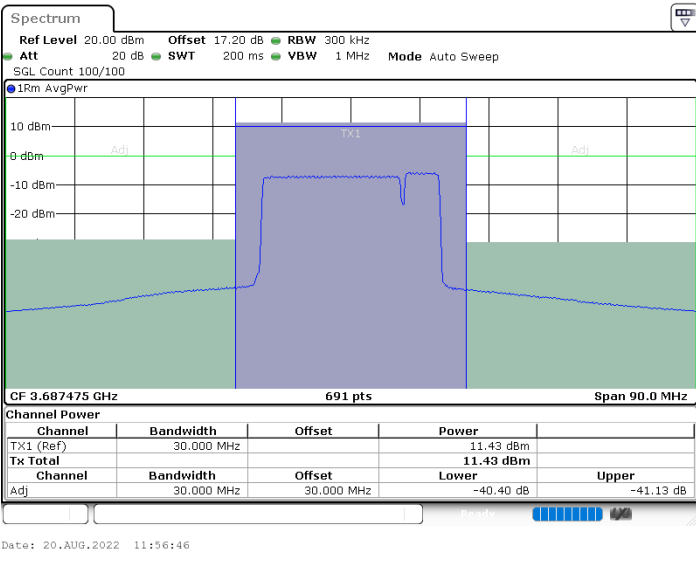 Spectrum
Ref Level 20.00 dBm Offset 17.20 dB RBW 300 kHz
Att 20 dB SWT 200 ms VBW 1 MHz Mode Auto Sweep
SGL Count 100/100
1Rm AvgPwr
10 dBm
TX1
Adj Adj
0 dBm
-10 dBm
-20 dBm
CF 3.687475 GHz 691 pts Span 90.0 MHz
Channel Power
Channel Bandwidth Offset Power
TX1 (Ref) 30.000 MHz 11.43 dBm
Tx Total 11.43 dBm
Channel Bandwidth Offset Lower Upper
Adj 30.000 MHz 30.000 MHz -40.40 dB -41.13 dB
Ready
Date: 20.AUG.2022 11:56:46